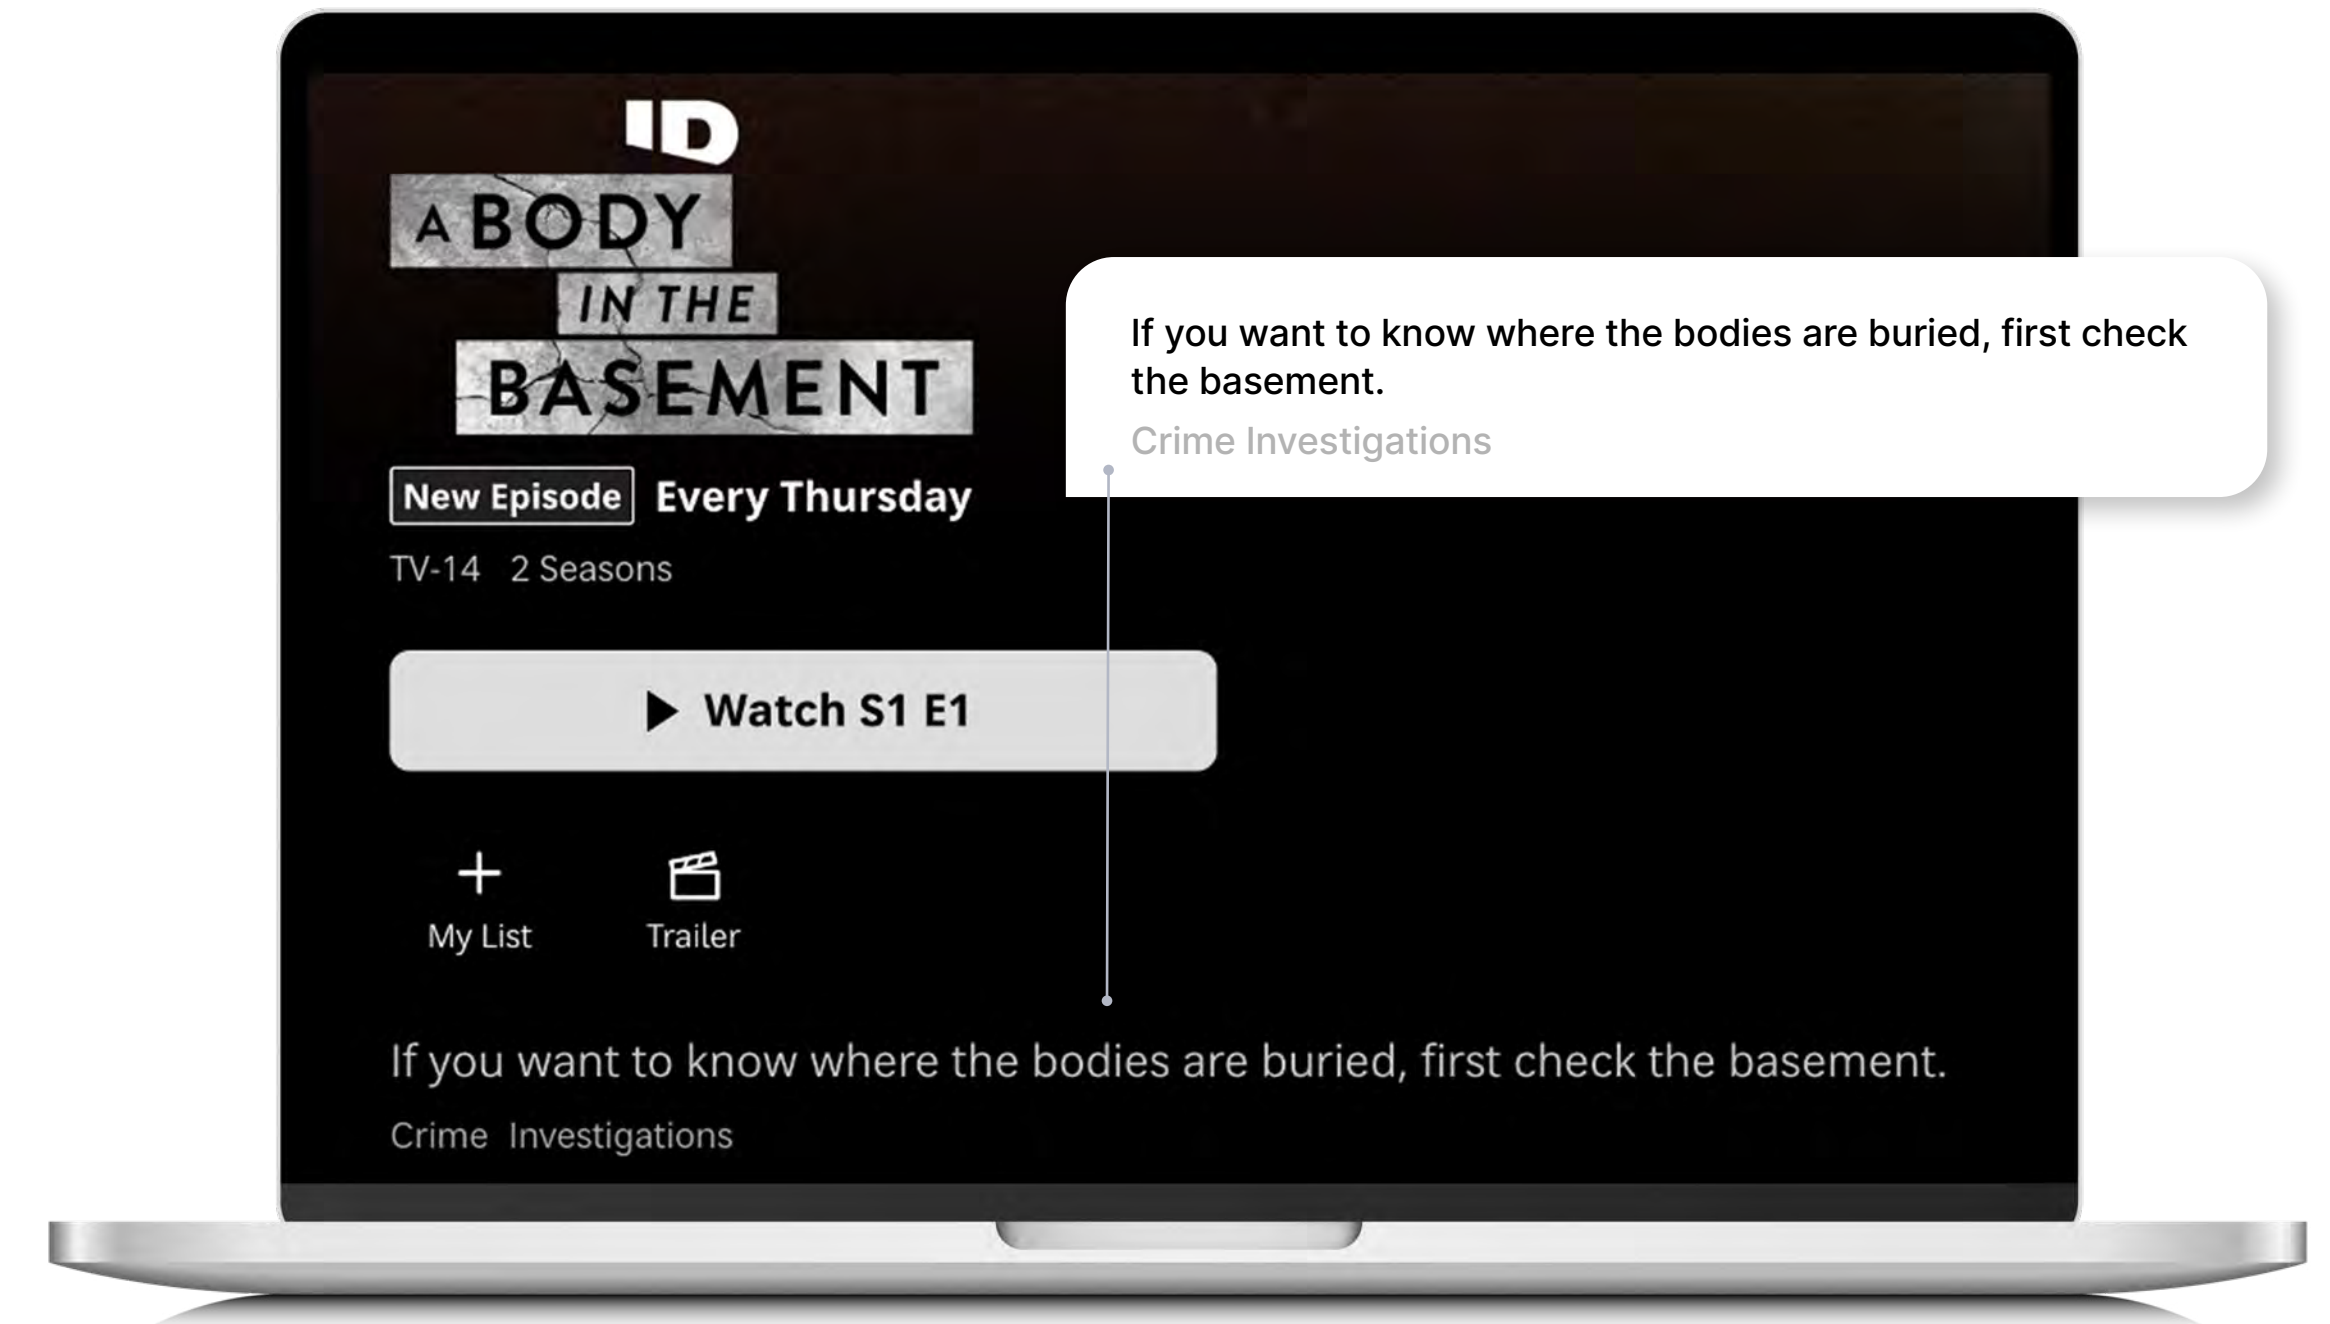 ID
A BODY
IN THE
BASEMENT
New Episode Every Thursday
TV-14 2 Seasons
Watch S1 E1
My List Trailer
If you want to know where the bodies are buried, first check the basement.
Crime Investigations
If you want to know where the bodies are buried, first check
the basement.
Crime Investigations